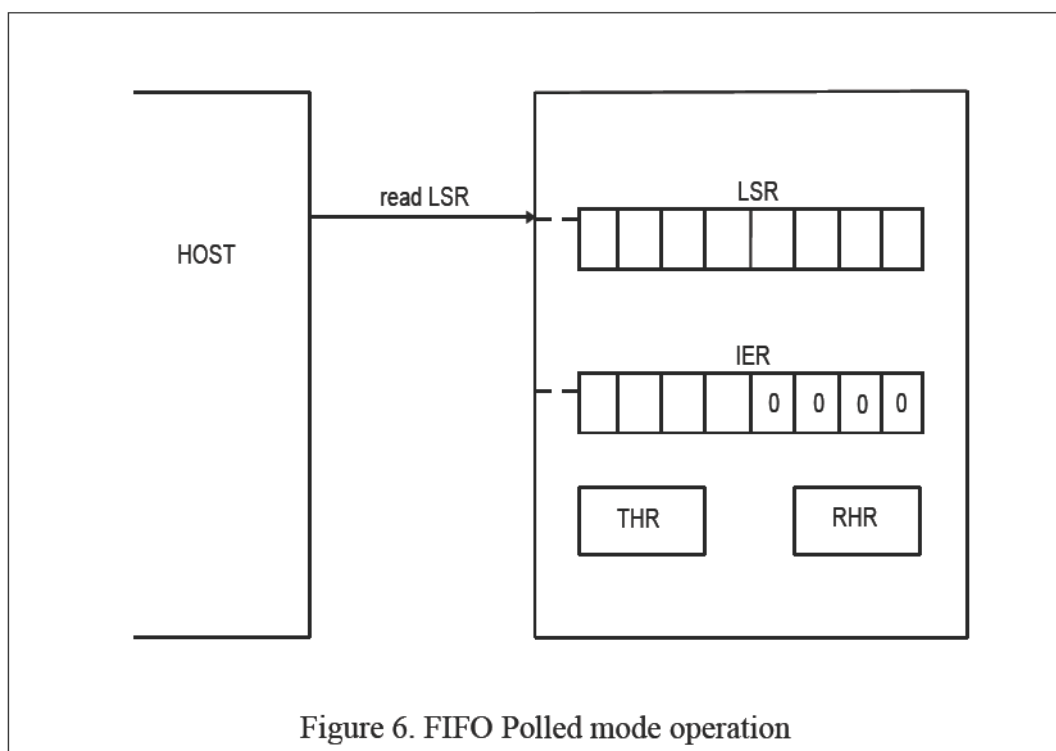 read LSR
LSR
HOST
IER
0 0 0 0
THR
RHR
Figure 6. FIFO Polled mode operation